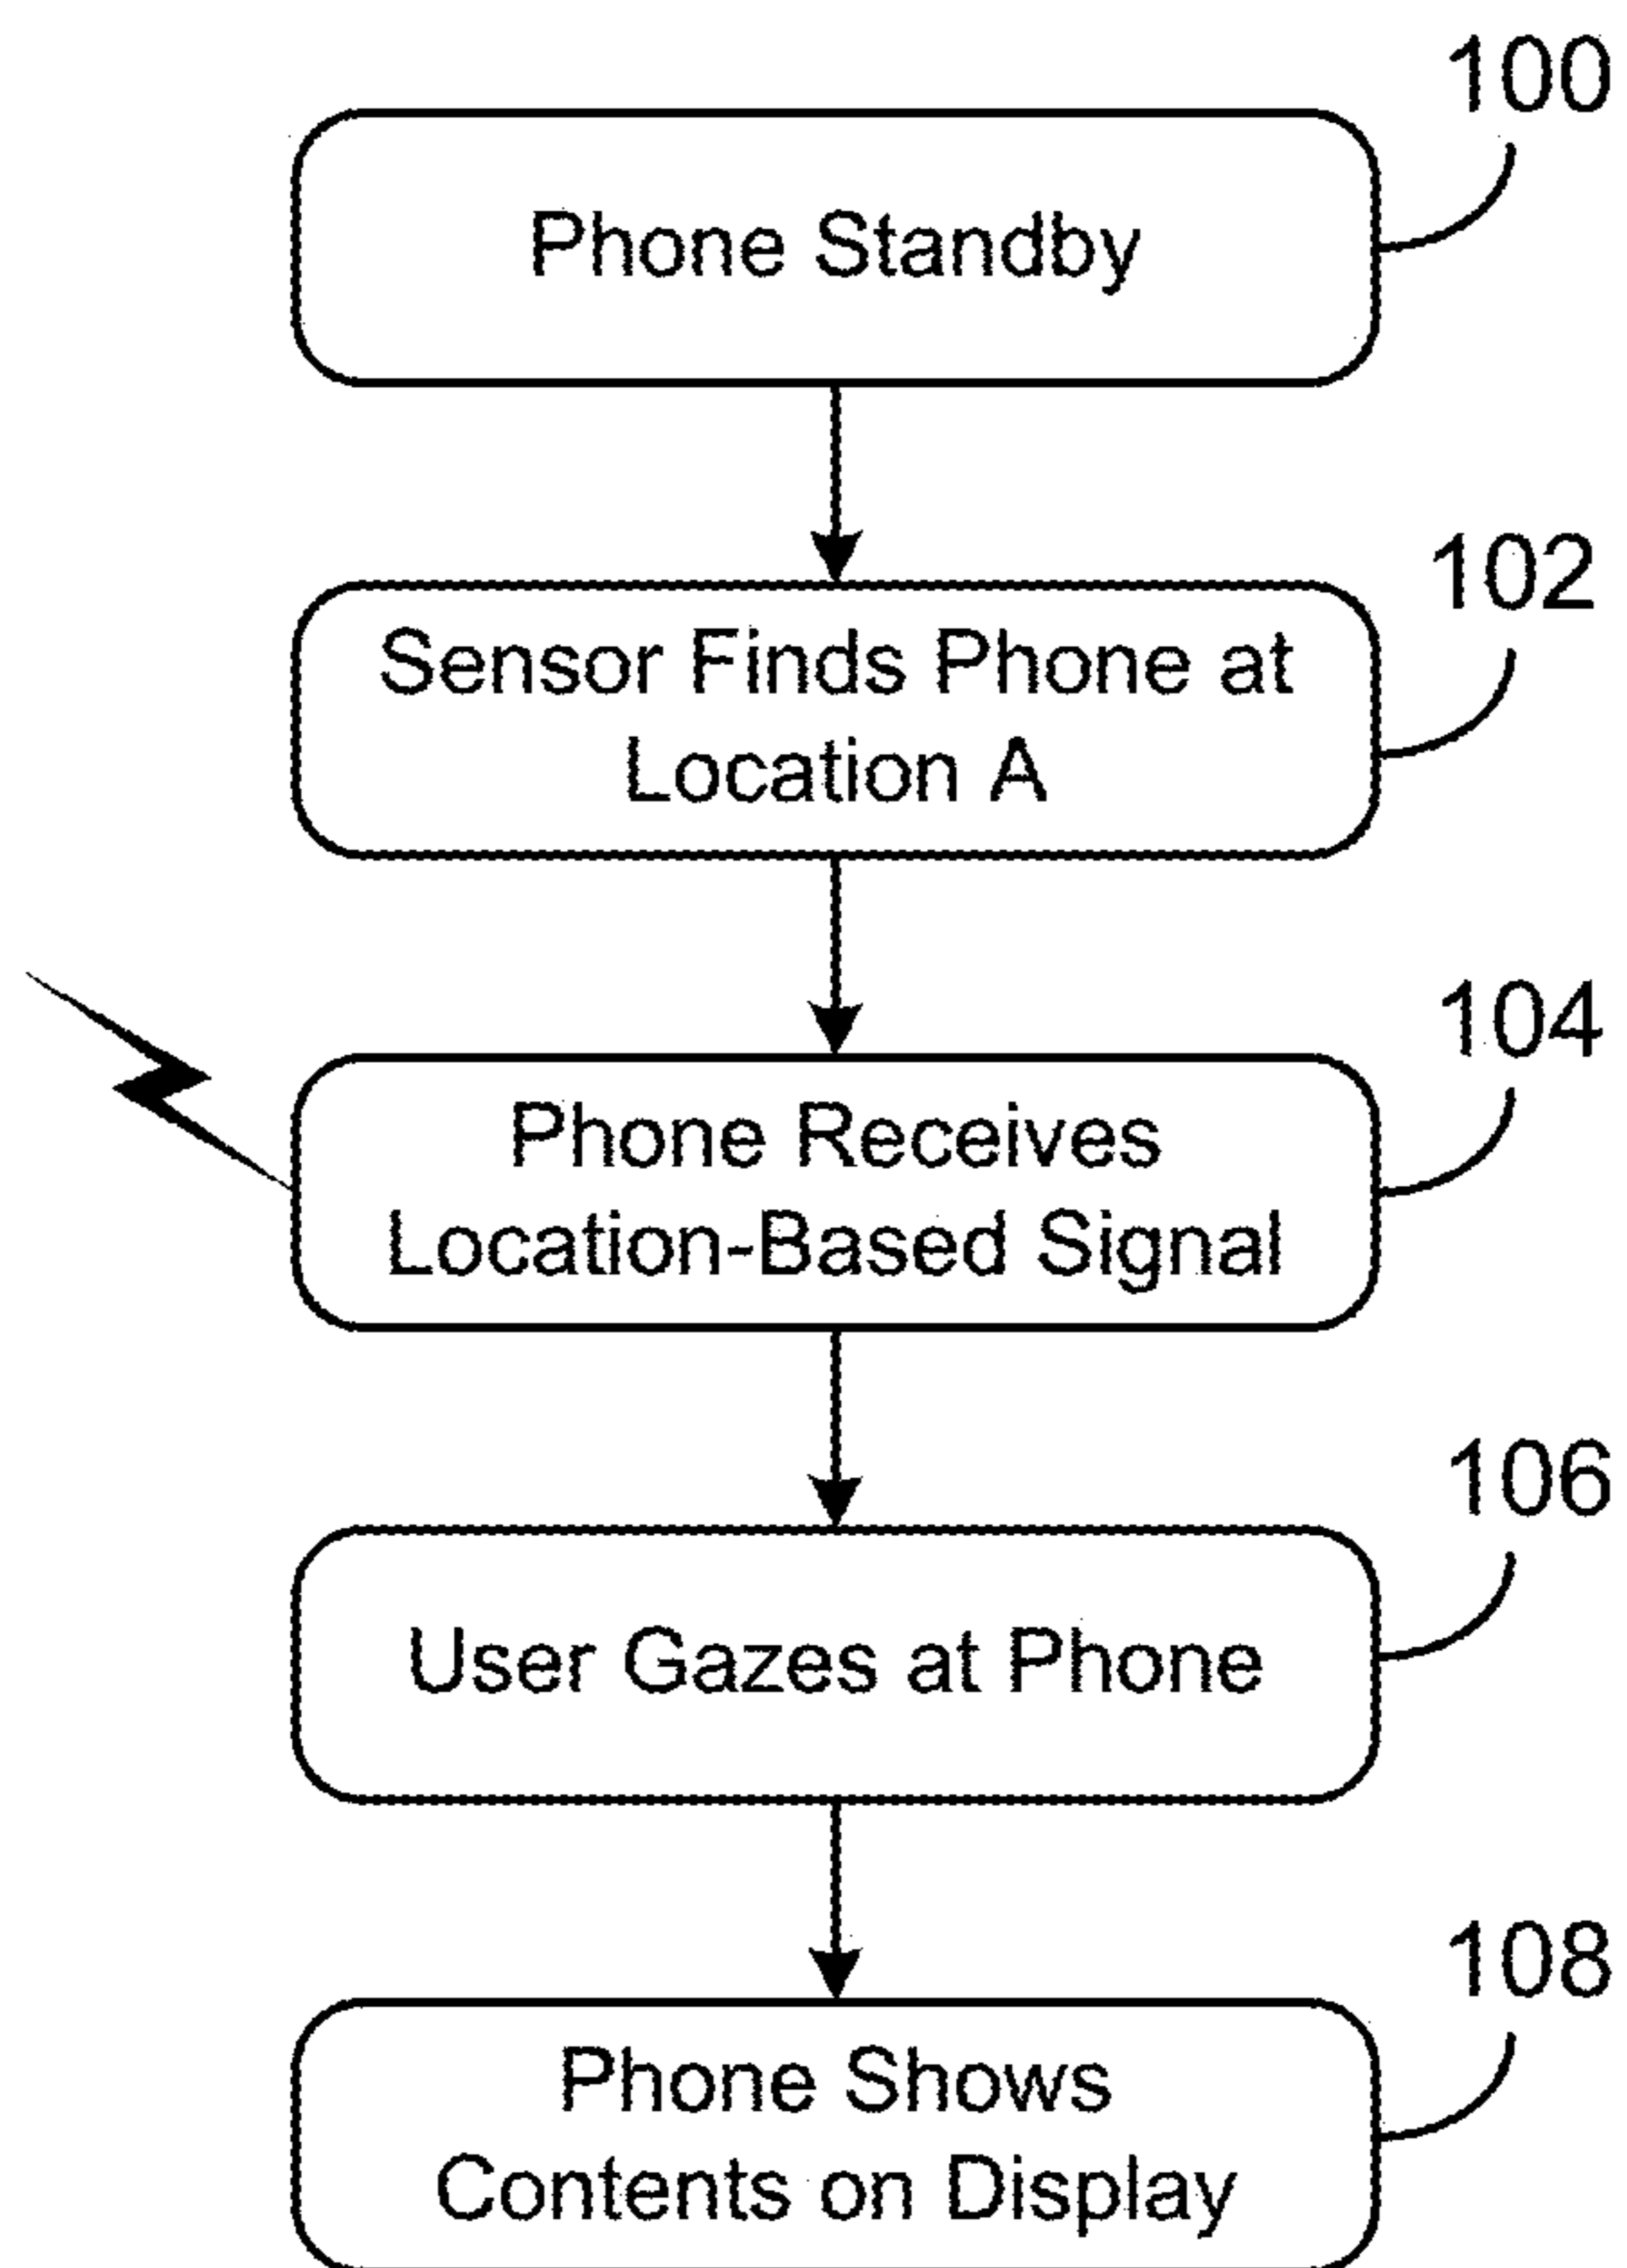 100
Phone Standby
102
Sensor Finds Phone at
Location A
104
Phone Receives
Location-Based Signal
106
User Gazes at Phone
108
Phone Shows
Contents on Display